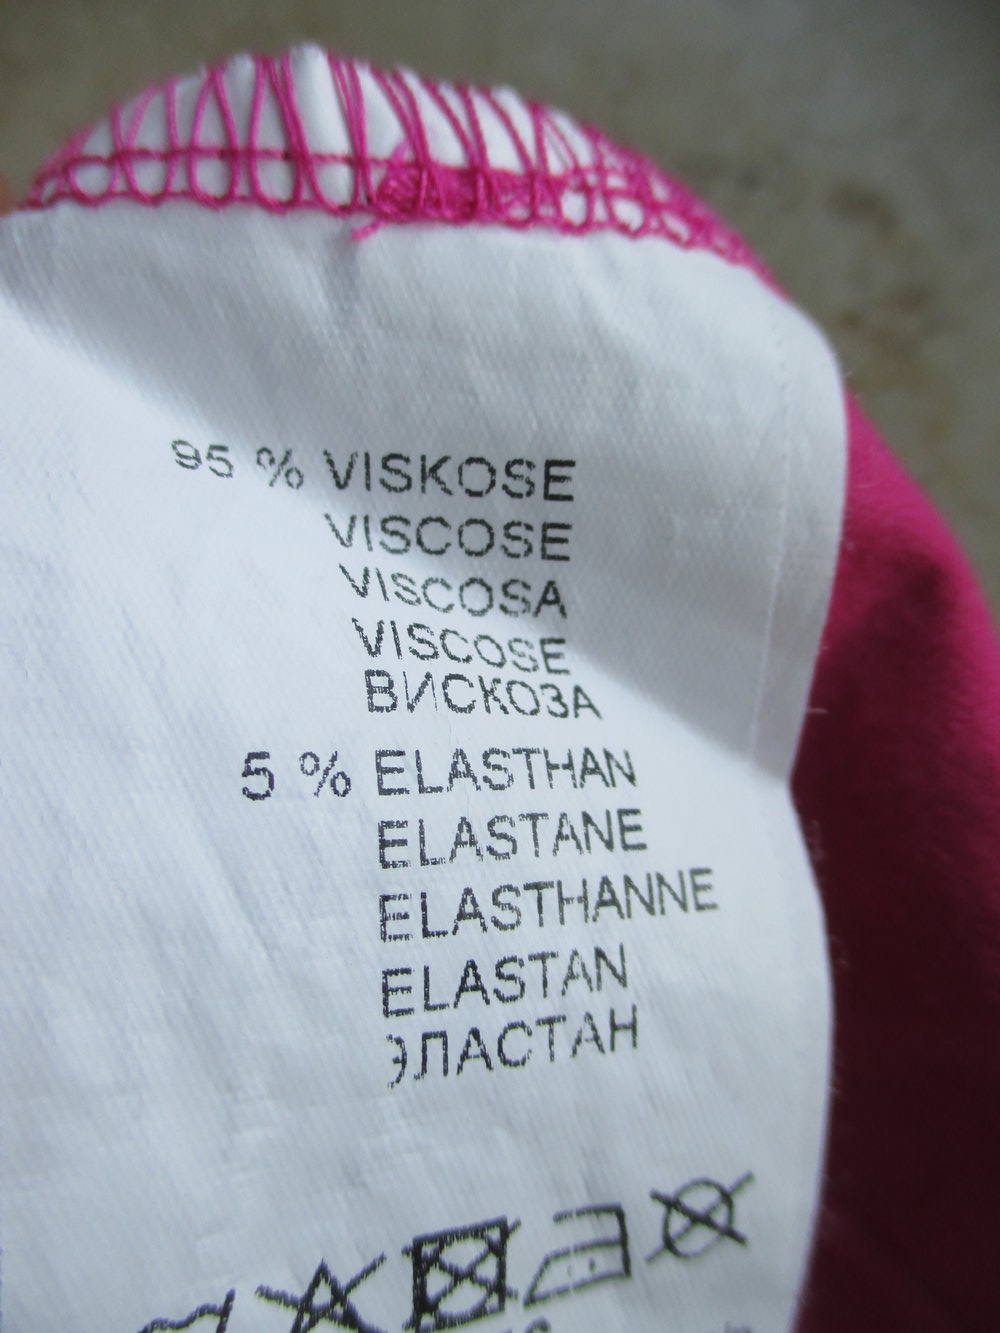 95 % VISKOSE
VISCOSE
VISCOSA
VISCOSE
ВИСКОЗА
5 % ELASTHAN
ELASTANE
ELASTHANNE
ELASTAN
ЭЛАСТАН